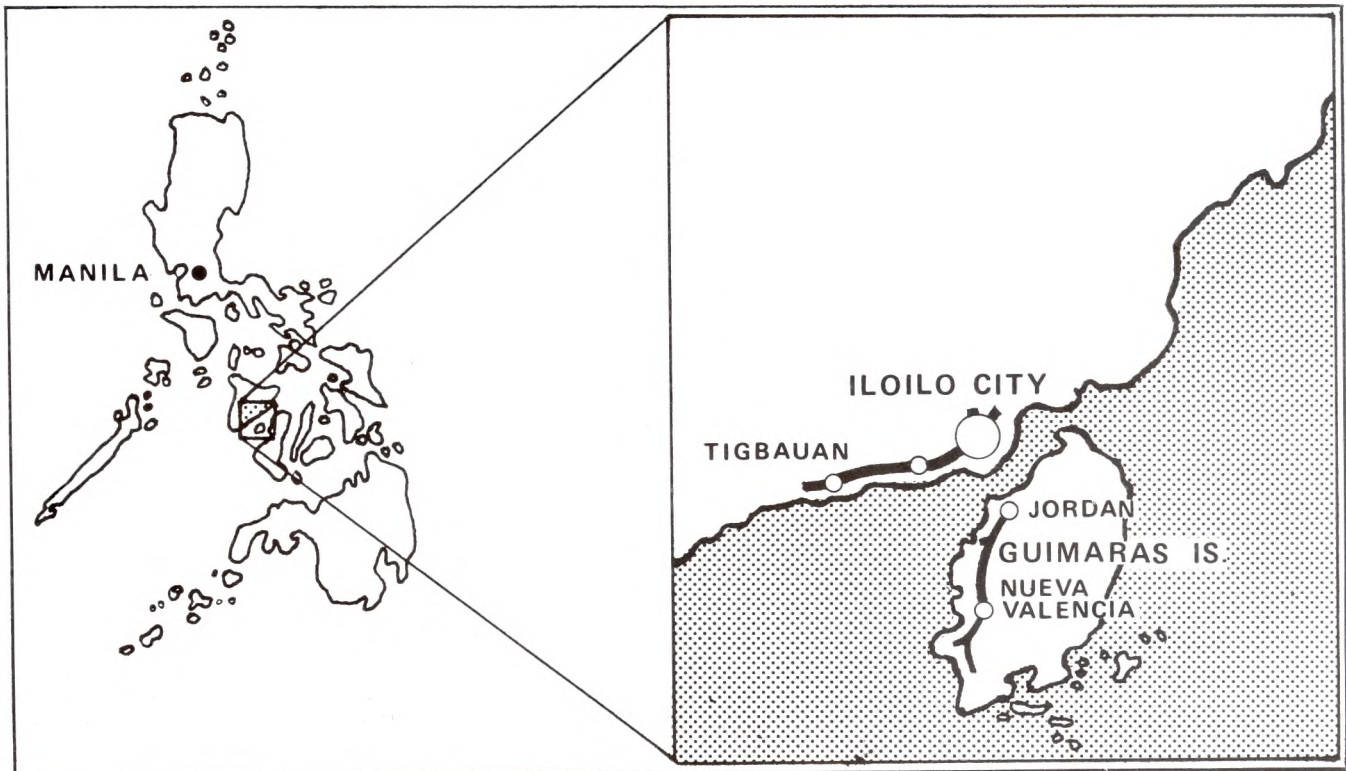 MANILA
ILOILO CITY
TIGBAUAN
JORDAN
GUIMARAS IS.
NUEVA
VALENCIA